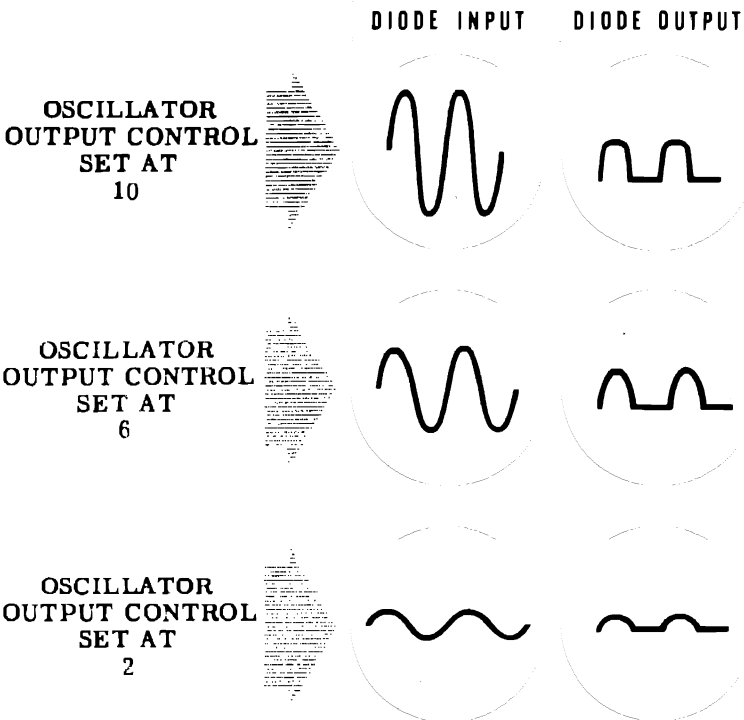 DIODE INPUT
DIODE OUTPUT
OSCILLATOR
OUTPUT CONTROL
SET AT
10
OSCILLATOR
OUTPUT CONTROL
SET AT
6
OSCILLATOR
OUTPUT CONTROL
SET AT
2